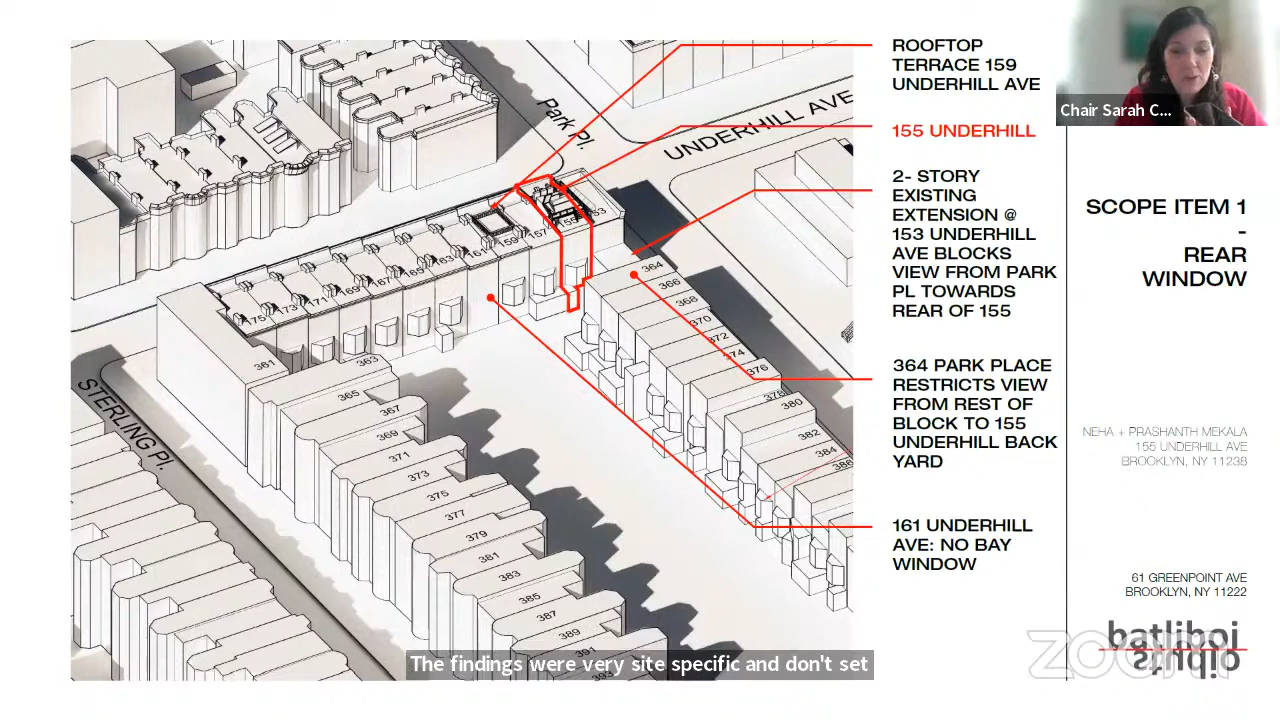 ROOFTOP
TERRACE 159
UNDERHILL AVE
155 UNDERHILL
2- STORY
EXISTING
EXTENSION @
153 UNDERHILL
AVE BLOCKS
VIEW FROM PARK
PL TOWARDS
REAR OF 155
364 PARK PLACE
RESTRICTS VIEW
FROM REST OF
BLOCK TO 155
UNDERHILL BACK
YARD
161 UNDERHILL
AVE: NO BAY
WINDOW
Chair Sarah C...
SCOPE ITEM 1
-
REAR
WINDOW
NEHA + PRASHANTH MEKALA
155 UNDERHILL AVE
BROOKLYN, NY 11238
61 GREENPOINT AVE
BROOKLYN, NY 11222
batliboi
studio
zoom
Park Pl.
UNDERHILL AVE
STERLING Pl.
153
155
157
159
161
163
165
167
169
171
173
175
361
363
365
367
369
371
373
375
377
379
381
383
385
387
389
391
393
364
366
368
370
372
374
376
378
380
382
384
386
The findings were very site specific and don't set